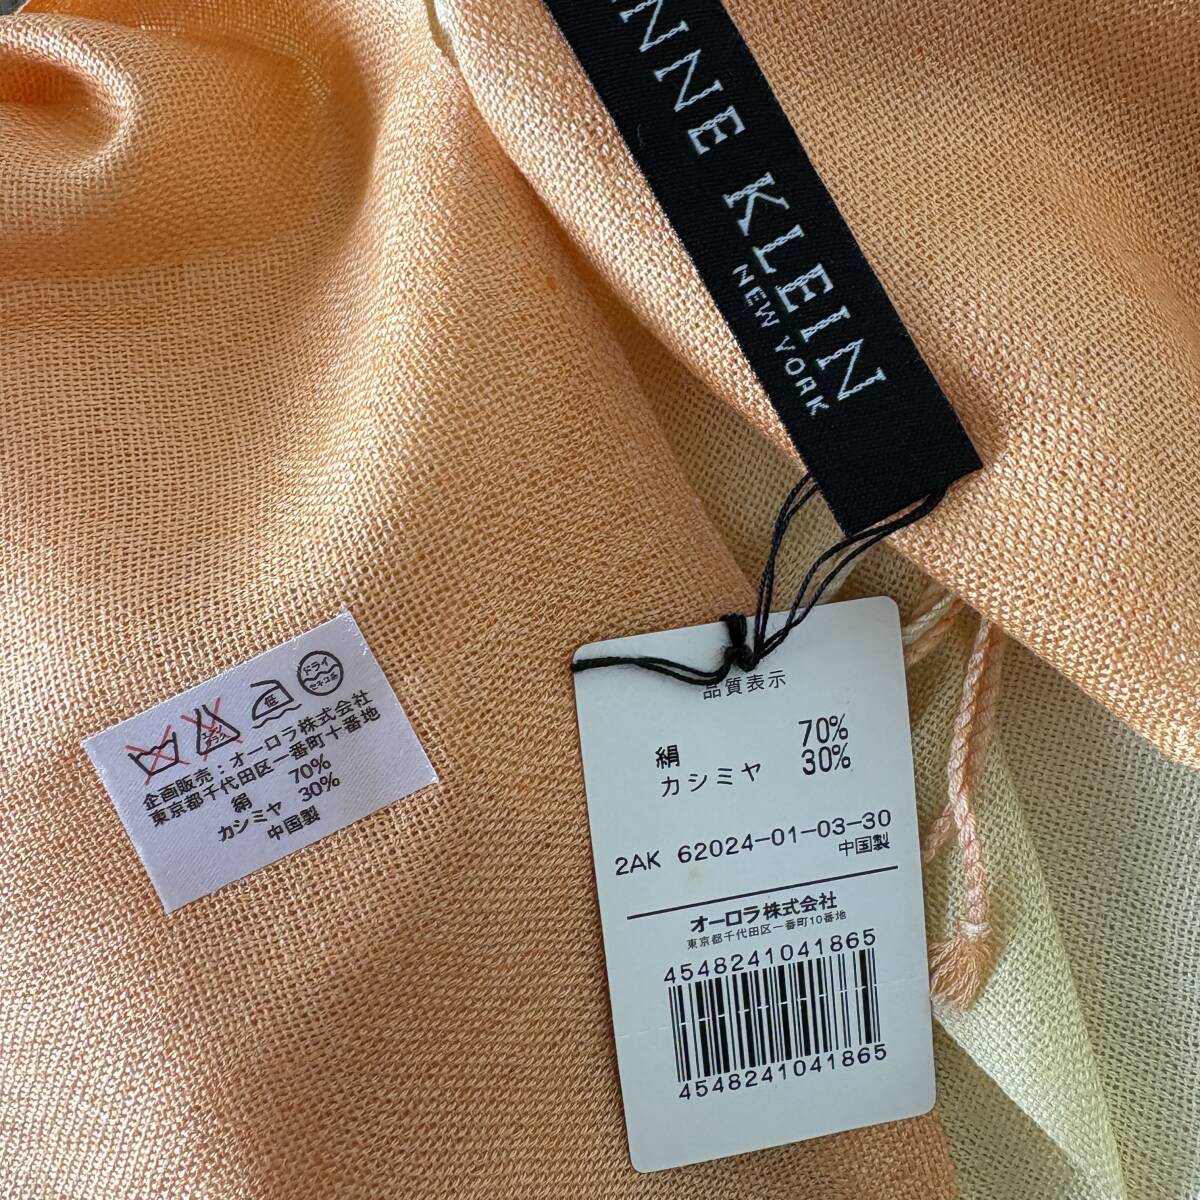 NNE KLEIN
NEW YORK
品質表示
絹 70%
カシミヤ 30%
2AK 62024-01-03-30
中国製
オーロラ株式会社
東京都千代田区一番町10番地
4548241041865
4548241041865
低
ドライ
セキユ系
企画販売:オーロラ株式会社
東京都千代田区一番町十番地
絹 70%
カシミヤ 30%
中国製